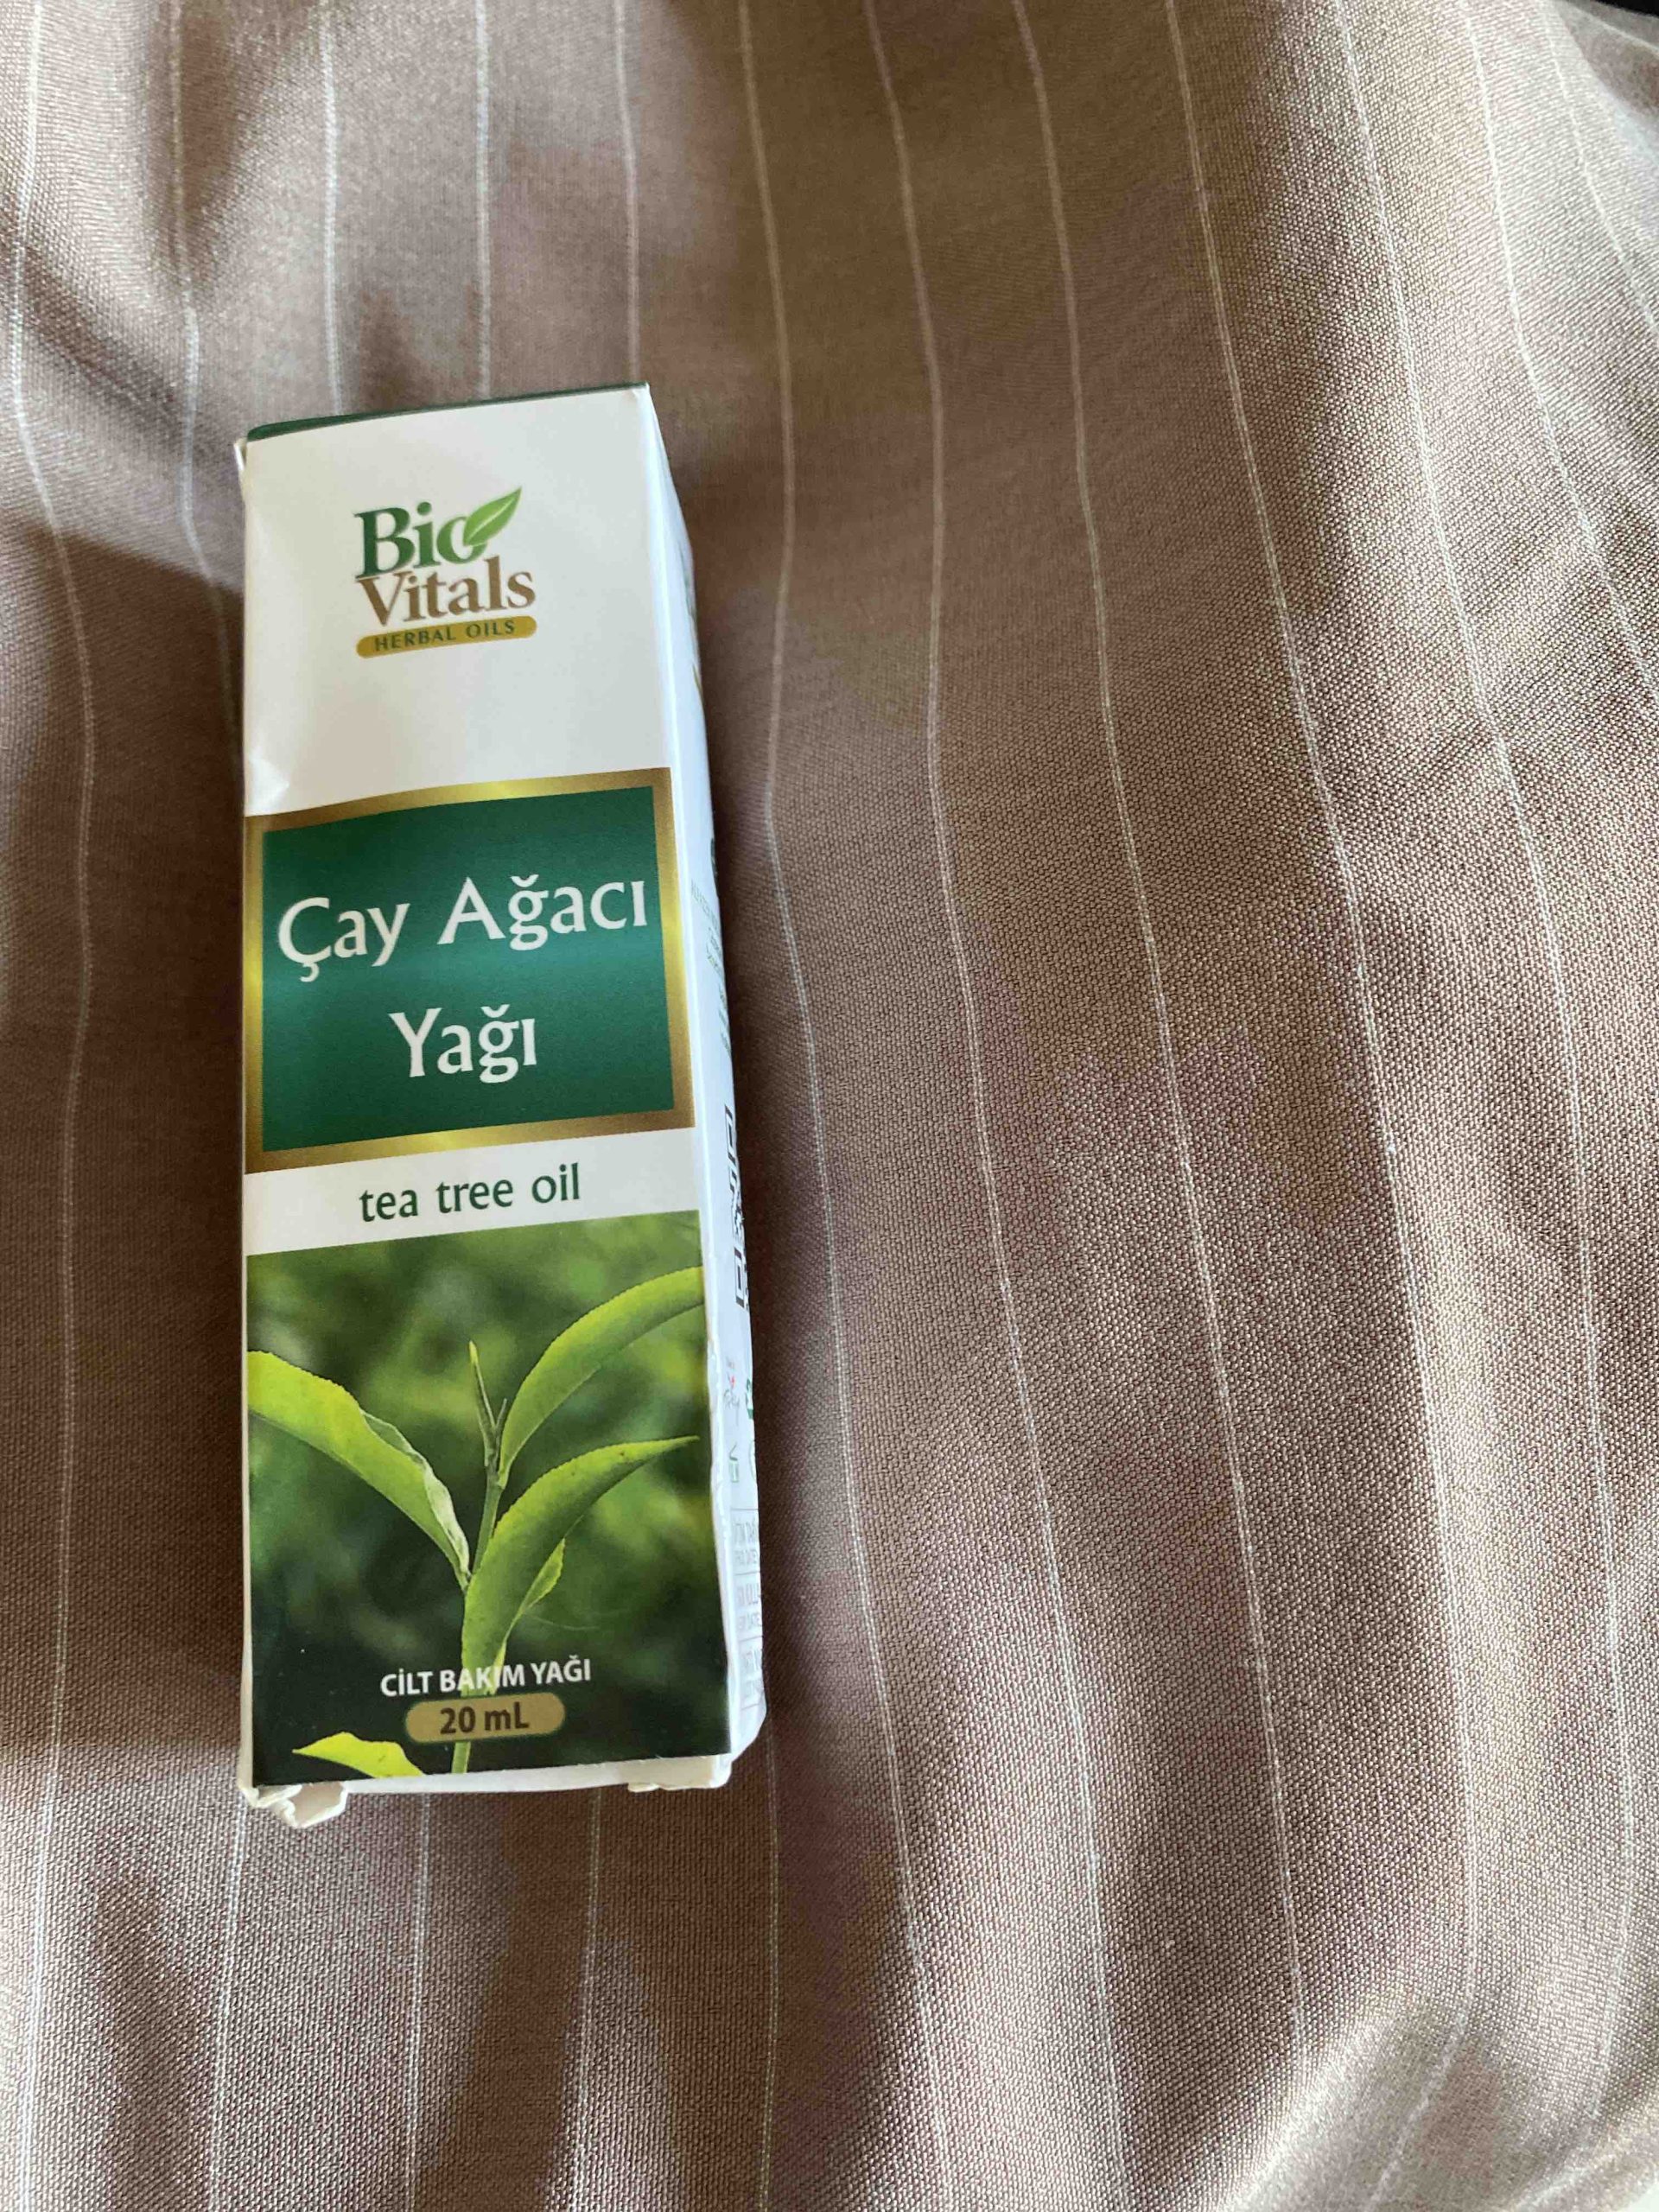 Bio
Vitals
HERBAL OILS
Çay Ağacı
Yağı
tea tree oil
CİLT BAKIM YAĞI
20 mL